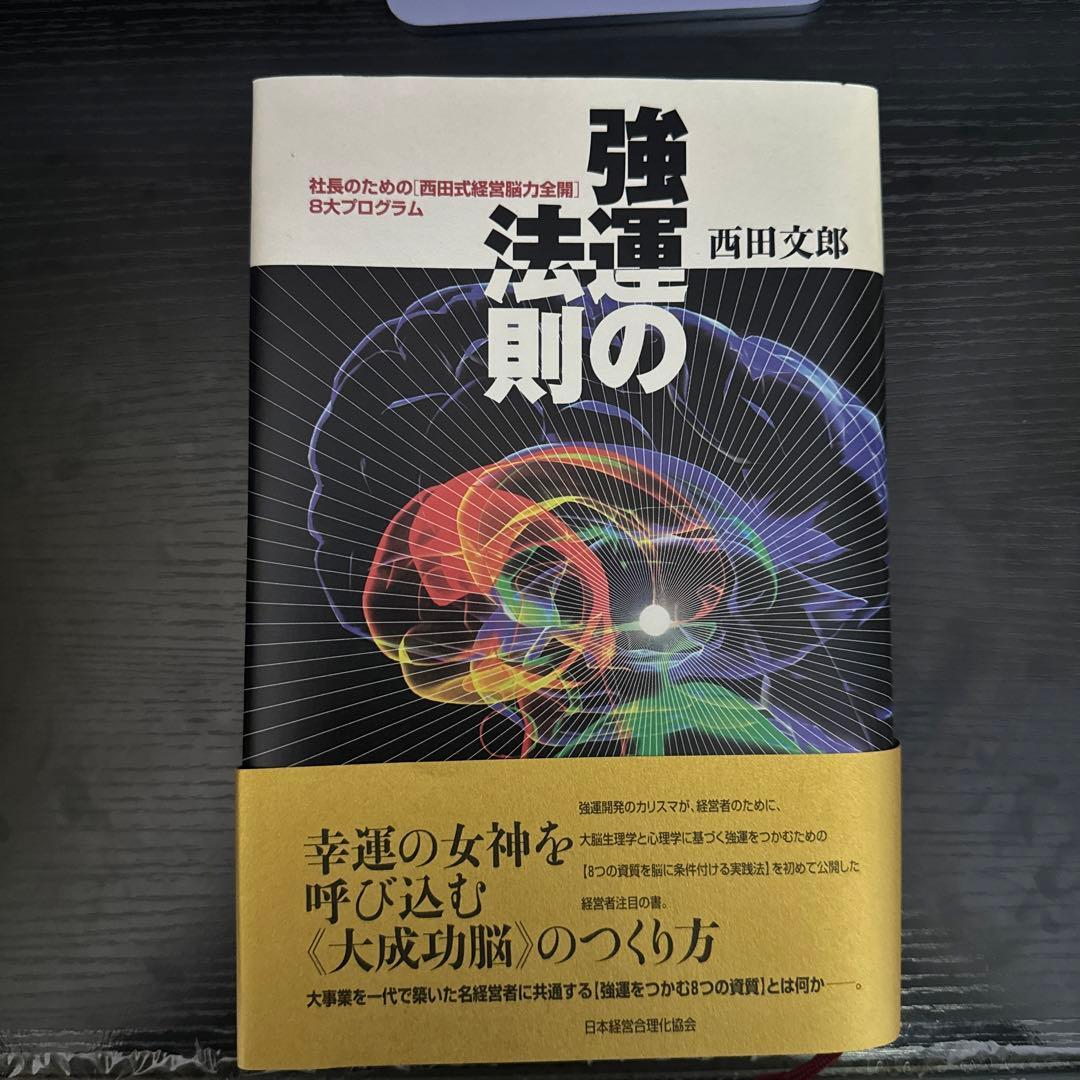 強運の
法則
社長のための[西田式経営脳力全開]
8大プログラム
西田文郎
幸運の女神を
呼び込む
《大成功脳》のつくり方
強運開発のカリスマが、経営者のために、
大脳生理学と心理学に基づく強運をつかむための
【8つの資質を脳に条件付ける実践法】を初めて公開した
経営者注目の書。
大事業を一代で築いた名経営者に共通する【強運をつかむ8つの資質】とは何か――。
日本経営合理化協会